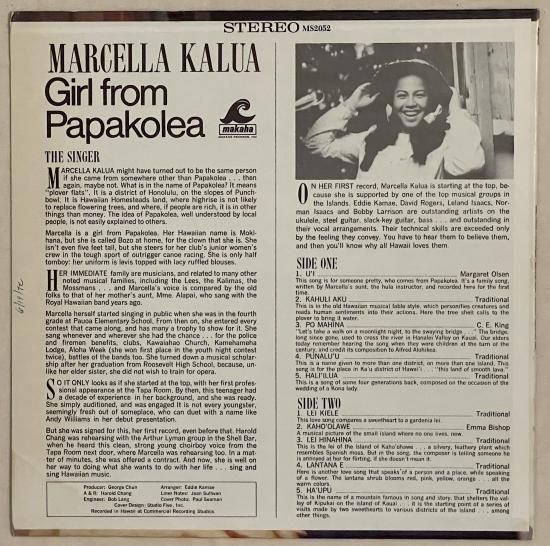 STEREO MS2052
MARCELLA KALUA
Girl from
Papakolea
makaha
THE SINGER
MARCELLA KALUA might have turned out to be the same person
if she came from somewhere other than Papakolea . . . then
again, maybe not. What is in the name of Papakolea? It means
"plover flats". It is a district of Honolulu, on the slopes of Punch-
bowl. It is Hawaiian Homesteads land, where highrise is not likely
to replace flowering trees, and where, if people are rich, it is in other
things than money. The idea of Papakolea, well understood by local
people, is not easily explained to others.
Marcella is a girl from Papakolea. Her Hawaiian name is Moki-
hana, but she is called Bozo at home, for the clown that she is. She
isn't even five feet tall, but she steers for her club's junior women's
crew in the tough sport of outrigger canoe racing. She is only half
tomboy: her uniform is levis topped with lacy ruffled blouses.
HER IMMEDIATE family are musicians, and related to many other
noted musical families, including the Lees, the Kalimas, the
Mosmans . . . and Marcella's voice is compared by the old
folks to that of her mother's aunt, Mme. Alapai, who sang with the
Royal Hawaiian band years ago.
Marcella herself started singing in public when she was in the fourth
grade at Pauoa Elementary School. From then on, she entered every
contest that came along, and has many a trophy to show for it. She
sang whenever and wherever she had the chance . . . for the police
and firemen benefits, clubs, Kawaiahao Church, Kamehameha
Lodge, Aloha Week (she won first place in the youth night contest
twice), battles of the bands too. She turned down a musical scholar-
ship after her graduation from Roosevelt High School, because, un-
like her elder sister, she did not wish to train for opera.
SO IT ONLY looks as if she started at the top, with her first profes-
sional appearance at the Tapa Room. By then, this teenager had
a decade of experience in her background, and she was ready.
She simply auditioned, and was engaged It is not every youngster,
seemingly fresh out of someplace, who can duet with a name like
Andy Williams in her debut presentation.
But she was signed for this, her first record, even before that. Harold
Chang was rehearsing with the Arthur Lyman group in the Shell Bar,
when he heard this clean, strong young choirboy voice from the
Tapa Room next door, where Marcella was rehearsing too. In a mat-
ter of minutes, she was offered a contract. And now, she is well on
her way to doing what she wants to do with her life . . . sing and
sing Hawaiian music.
Producer: George Chun Arranger: Eddie Kamae
A & R: Harold Chang Liner Notes: Jean Sullivan
Engineer: Bob Lang Cover Photo: Paul Seaman
Cover Design: Studio Five, Inc.
Recorded in Hawaii at Commercial Recording Studios.
ON HER FIRST record, Marcella Kalua is starting at the top, be-
cause she is supported by one of the top musical groups in
the Islands. Eddie Kamae, David Rogers, Leland Isaacs, Nor-
man Isaacs and Bobby Larrison are outstanding artists on the
ukulele, steel guitar, slack-key guitar, bass . . . and outstanding in
their vocal arrangements. Their technical skills are exceeded only
by the feeling they convey. You have to hear them to believe them,
and then you'll know why all Hawaii loves them.
SIDE ONE
1. U'I Margaret Olsen
This song is for someone pretty, who comes from Papakolea. It's a family song,
written by Marcella's aunt, the hula instructor, and recorded here for the
first time.
2. KAHULI AKU Traditional
This is in the old Hawaiian musical fable style, which personifies creatures and
reads human sentiments into their actions. Here the tree shell calls to the
plover to bring it water.
3. PO MAHINA C. E. King
"Let's take a walk on a moonlight night, to the swaying bridge . . ." The bridge,
long since gone, used to cross the river in Hanalei Valley on Kauai. Our elders
today remember hearing the song when they were children at the turn of the
century, and credit its composition to Alfred Alohikea.
4. PUNALU'U Traditional
This is a name given to more than one district, on more than one island. This
song is for the place in Ka'u district of Hawai'i . . . "this land of smooth lava."
5. HALI'ILUA Traditional
This is a song of some four generations back, composed on the occasion of the
wedding of a Kona lady.
SIDE TWO
1. LEI KIELE Traditional
This love song compares a sweetheart to a gardenia lei.
2. KAHO'OLAWE Emma Bishop
A musical picture of the small island where no one lives, now.
3. LEI HINAHINA Traditional
It is the lei of the Island of Kaho'olawe . . . a silvery, feathery plant which
resembles Spanish moss. But in the song, the composer is telling someone he
is annoyed at her for flirting, if she doesn't mean it.
4. LANTANA E Traditional
Here is another love song that speaks of a person and a place, while speaking
of a flower. The lantana shrub blooms red, pink, yellow, orange . . . all the
warm colors.
5. HA'UPU Traditional
This is the name of a mountain famous in song and story, that shelters the val-
ley of Kipukai on the island of Kauai . . . it is the starting point of a series of
visits made by two sweethearts to various districts of the island . . . among
other things.